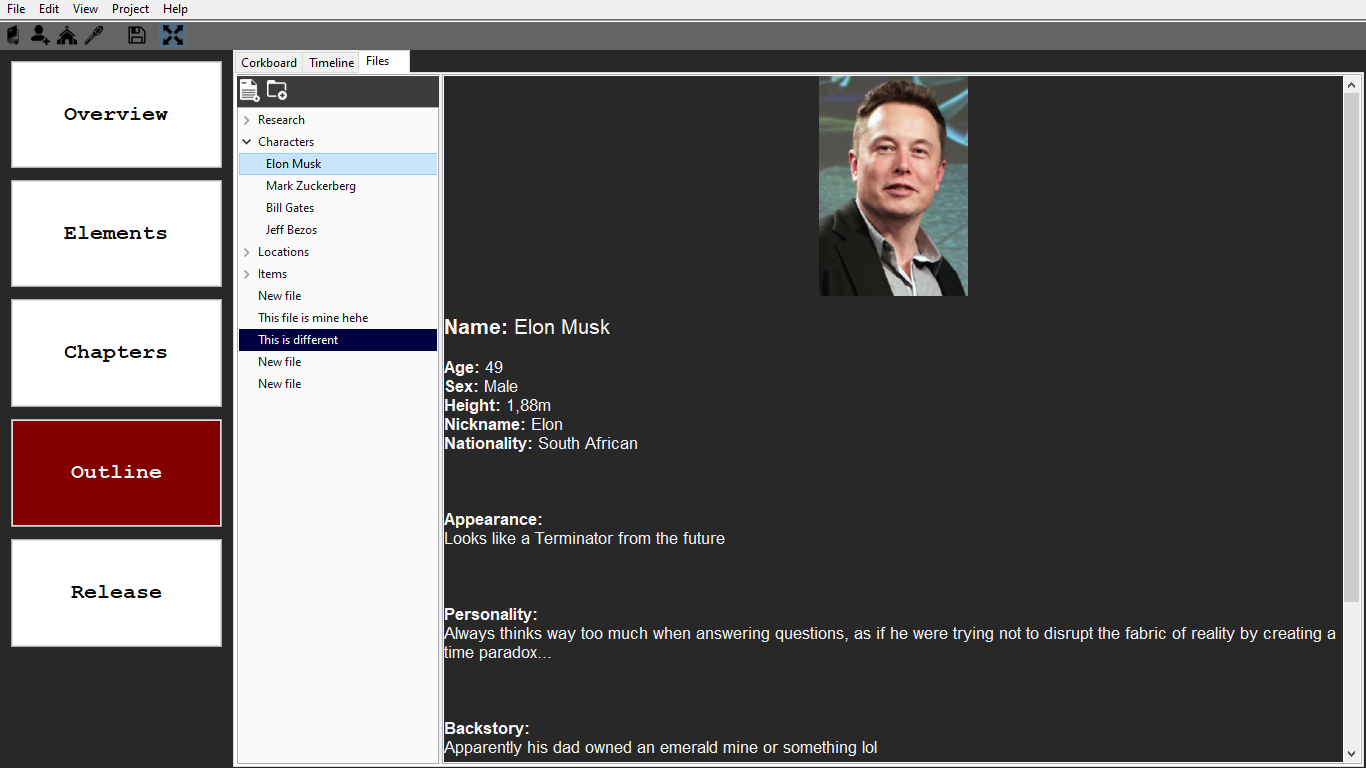 File Edit View Project Help
Overview
Elements
Chapters
Outline
Release
Corkboard Timeline Files
Research
Characters
Elon Musk
Mark Zuckerberg
Bill Gates
Jeff Bezos
Locations
Items
New file
This file is mine hehe
This is different
New file
New file
Name: Elon Musk
Age: 49
Sex: Male
Height: 1,88m
Nickname: Elon
Nationality: South African
Appearance:
Looks like a Terminator from the future
Personality:
Always thinks way too much when answering questions, as if he were trying not to disrupt the fabric of reality by creating a
time paradox...
Backstory:
Apparently his dad owned an emerald mine or something lol